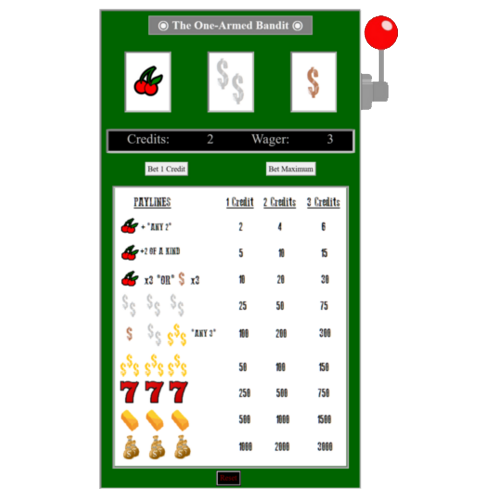 ◉ The One-Armed Bandit ◉
Credits: 2 Wager: 3
Bet 1 Credit Bet Maximum
PAYLINES 1 Credit 2 Credits 3 Credits
+ "ANY 2" 2 4 6
+2 OF A KIND 5 10 15
x3 "OR" $ x3 10 20 30
25 50 75
"ANY 3" 100 200 300
50 100 150
777 250 500 750
500 1000 1500
1000 2000 3000
Reset